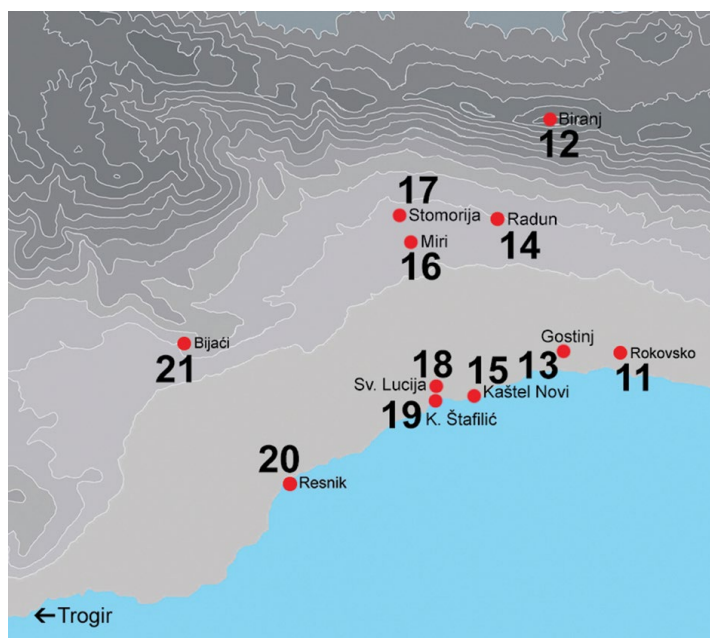 Biranj
12
17
Stomorija
Radun
14
Miri
16
Bijaći
21
Gostinj
13
Rokovsko
11
18
Sv. Lucija
15
Kaštel Novi
19
K. Štafilić
20
Resnik
←Trogir